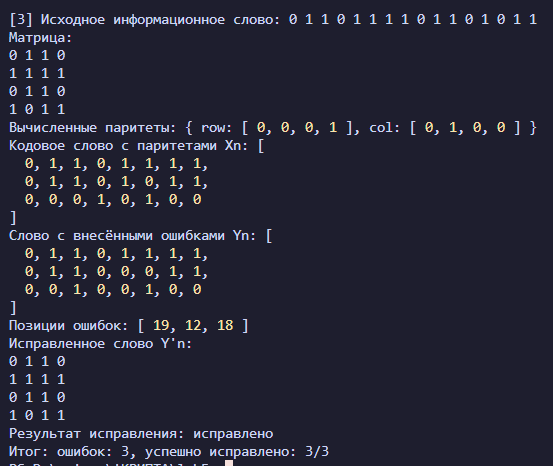 [3] Исходное информационное слово: 0 1 1 0 1 1 1 1 0 1 1 0 1 0 1 1
Матрица:
0 1 1 0
1 1 1 1
0 1 1 0
1 0 1 1
Вычисленные паритеты: { row: [ 0, 0, 0, 1 ], col: [ 0, 1, 0, 0 ] }
Кодовое слово с паритетами Xn: [
0, 1, 1, 0, 1, 1, 1, 1,
0, 1, 1, 0, 1, 0, 1, 1,
0, 0, 0, 1, 0, 1, 0, 0
]
Слово с внесёнными ошибками Yn: [
0, 1, 1, 0, 1, 1, 1, 1,
0, 1, 1, 0, 0, 0, 1, 1,
0, 0, 1, 0, 0, 1, 0, 0
]
Позиции ошибок: [ 19, 12, 18 ]
Исправленное слово Y'n:
0 1 1 0
1 1 1 1
0 1 1 0
1 0 1 1
Результат исправления: исправлено
Итог: ошибок: 3, успешно исправлено: 3/3